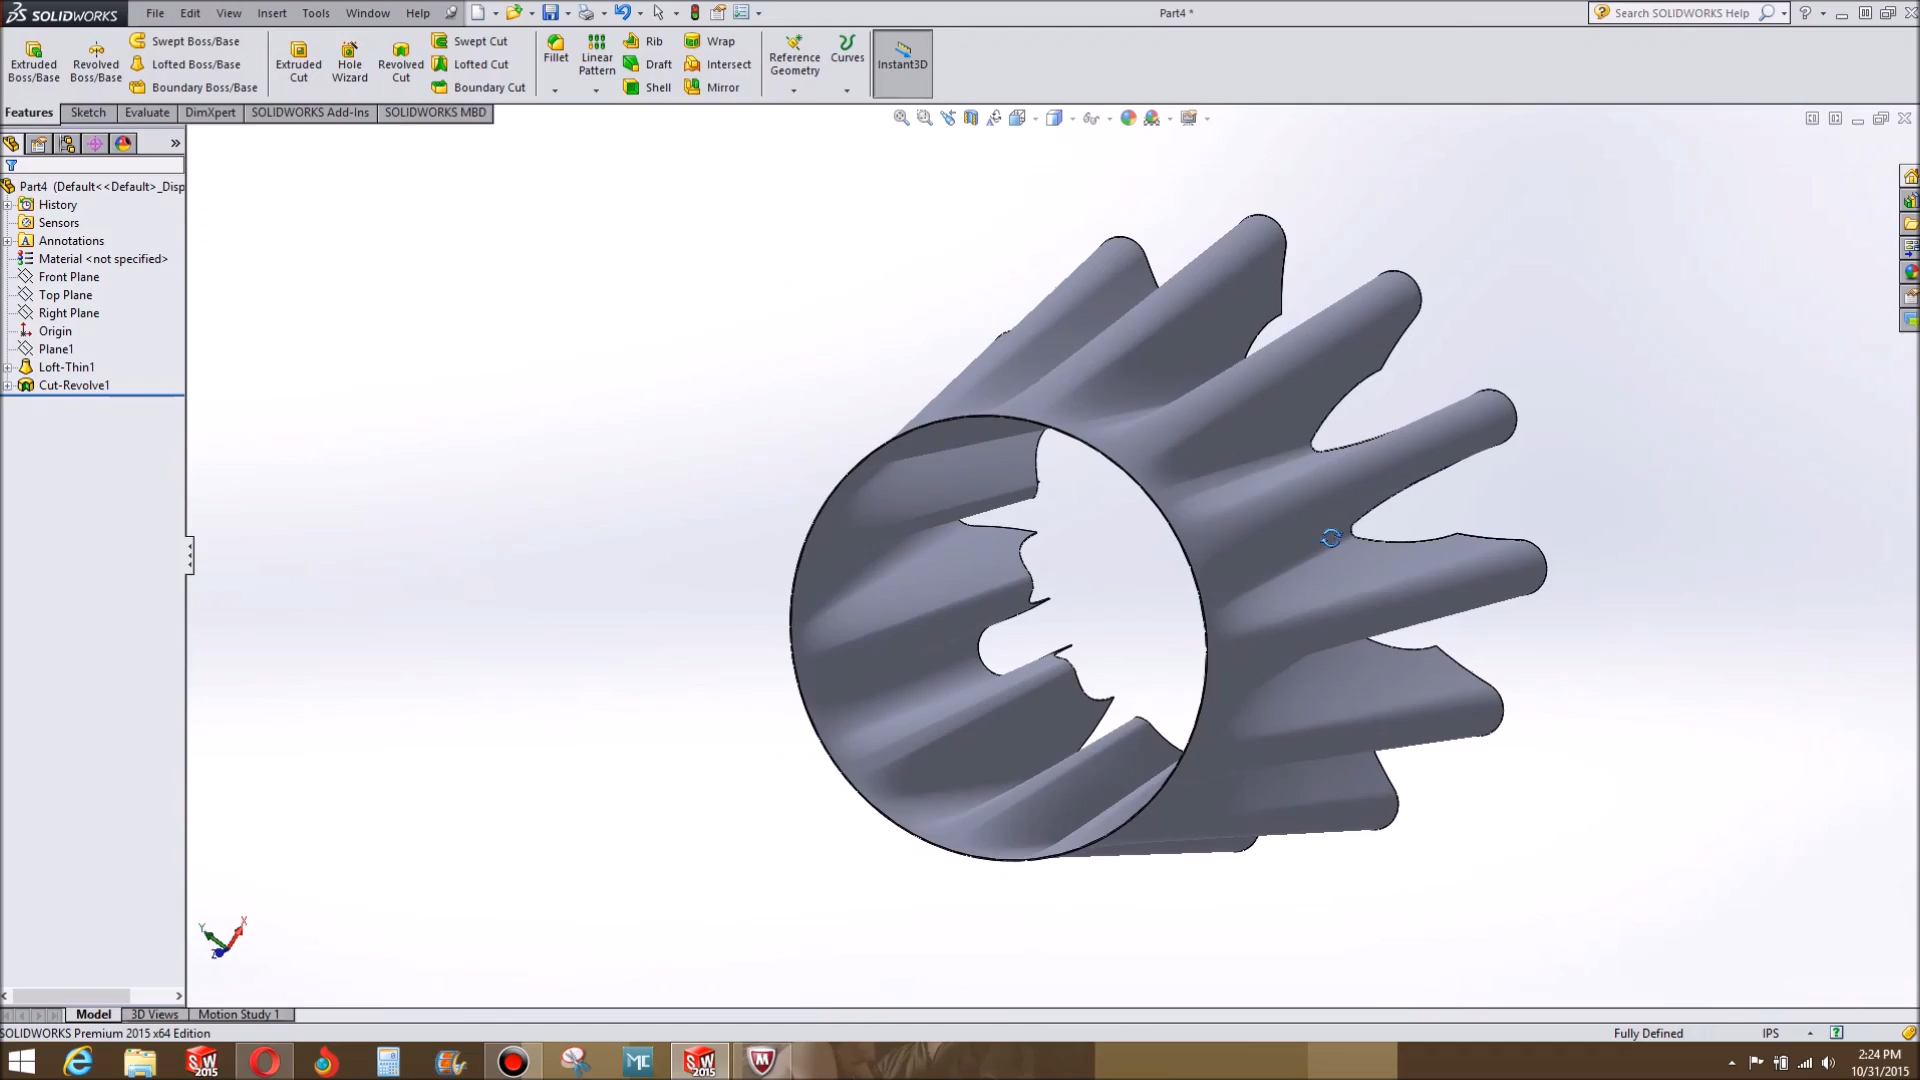 SOLIDWORKS File Edit View Insert Tools Window Help Part4 * Search SOLIDWORKS Help
Extruded Boss/Base
Revolved Boss/Base
Swept Boss/Base
Lofted Boss/Base
Boundary Boss/Base
Extruded Cut
Hole Wizard
Revolved Cut
Swept Cut
Lofted Cut
Boundary Cut
Fillet
Linear Pattern
Rib
Draft
Shell
Wrap
Intersect
Mirror
Reference Geometry
Curves
Instant3D
Features Sketch Evaluate DimXpert SOLIDWORKS Add-Ins SOLIDWORKS MBD
Part4 (Default<<Default>_Disp
History
Sensors
Annotations
Material <not specified>
Front Plane
Top Plane
Right Plane
Origin
Plane1
Loft-Thin1
Cut-Revolve1
Y X Z
Model 3D Views Motion Study 1
SOLIDWORKS Premium 2015 x64 Edition Fully Defined IPS
SW 2015 MC SW 2015 2:24 PM
10/31/2015